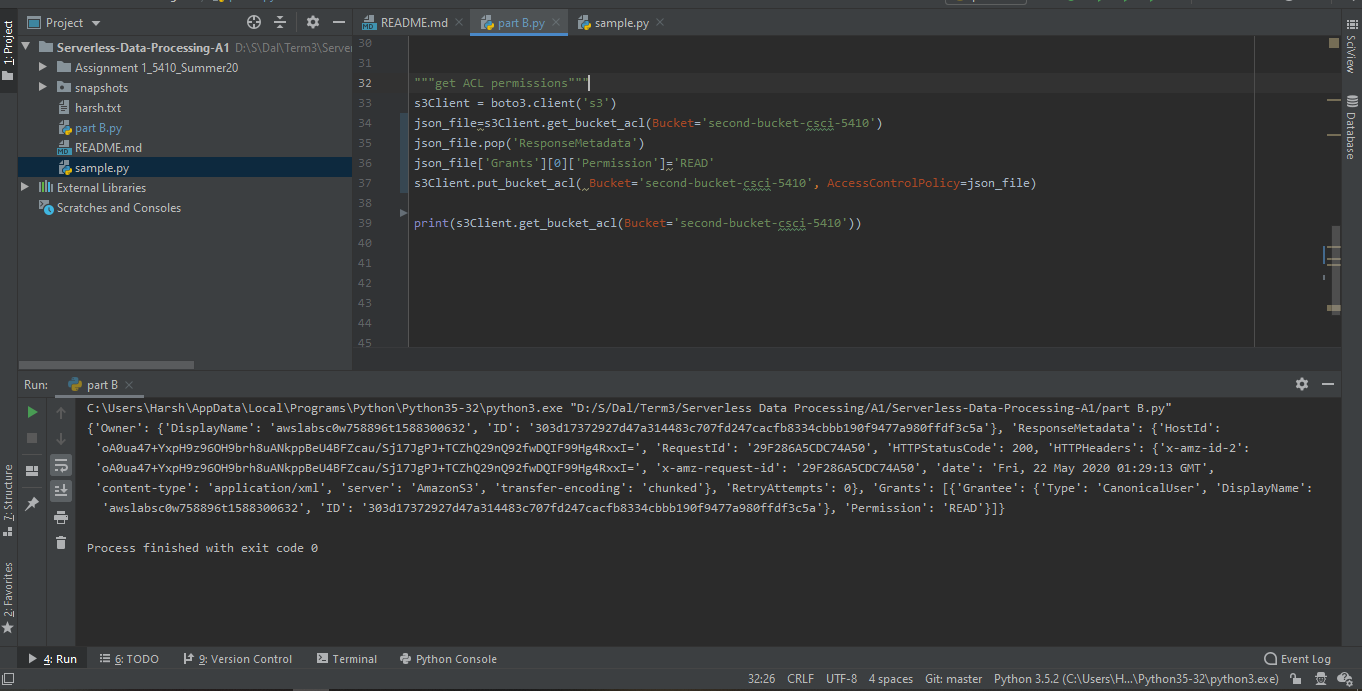 Project
README.md
part B.py
sample.py
1: Project
Serverless-Data-Processing-A1 D:\S\Dal\Term3\Server
Assignment 1_5410_Summer20
snapshots
harsh.txt
part B.py
README.md
sample.py
External Libraries
Scratches and Consoles
30
31
32 """get ACL permissions"""
33 s3Client = boto3.client('s3')
34 json_file=s3Client.get_bucket_acl(Bucket='second-bucket-csci-5410')
35 json_file.pop('ResponseMetadata')
36 json_file['Grants'][0]['Permission']='READ'
37 s3Client.put_bucket_acl( Bucket='second-bucket-csci-5410', AccessControlPolicy=json_file)
38
39 print(s3Client.get_bucket_acl(Bucket='second-bucket-csci-5410'))
40
41
42
43
44
45
SciView
Database
Run: part B
C:\Users\Harsh\AppData\Local\Programs\Python\Python35-32\python3.exe "D:/S/Dal/Term3/Serverless Data Processing/A1/Serverless-Data-Processing-A1/part B.py"
{'Owner': {'DisplayName': 'awslabsc0w758896t1588300632', 'ID': '303d17372927d47a314483c707fd247cacfb8334cbbb190f9477a980ffdf3c5a'}, 'ResponseMetadata': {'HostId':
'oA0ua47+YxpH9z96OH9brh8uANkppBeU4BFZcau/Sjl7JgPJ+TCZhQ29nQ92fwDQIF99Hg4RxxI=', 'RequestId': '29F286A5CDC74A50', 'HTTPStatusCode': 200, 'HTTPHeaders': {'x-amz-id-2':
'oA0ua47+YxpH9z96OH9brh8uANkppBeU4BFZcau/Sjl7JgPJ+TCZhQ29nQ92fwDQIF99Hg4RxxI=', 'x-amz-request-id': '29F286A5CDC74A50', 'date': 'Fri, 22 May 2020 01:29:13 GMT',
'content-type': 'application/xml', 'server': 'AmazonS3', 'transfer-encoding': 'chunked'}, 'RetryAttempts': 0}, 'Grants': [{'Grantee': {'Type': 'CanonicalUser', 'DisplayName':
'awslabsc0w758896t1588300632', 'ID': '303d17372927d47a314483c707fd247cacfb8334cbbb190f9477a980ffdf3c5a'}, 'Permission': 'READ'}]}
Process finished with exit code 0
7: Structure
2: Favorites
4: Run
6: TODO
9: Version Control
Terminal
Python Console
Event Log
32:26 CRLF UTF-8 4 spaces Git: master Python 3.5.2 (C:\Users\H...\Python35-32\python3.exe)